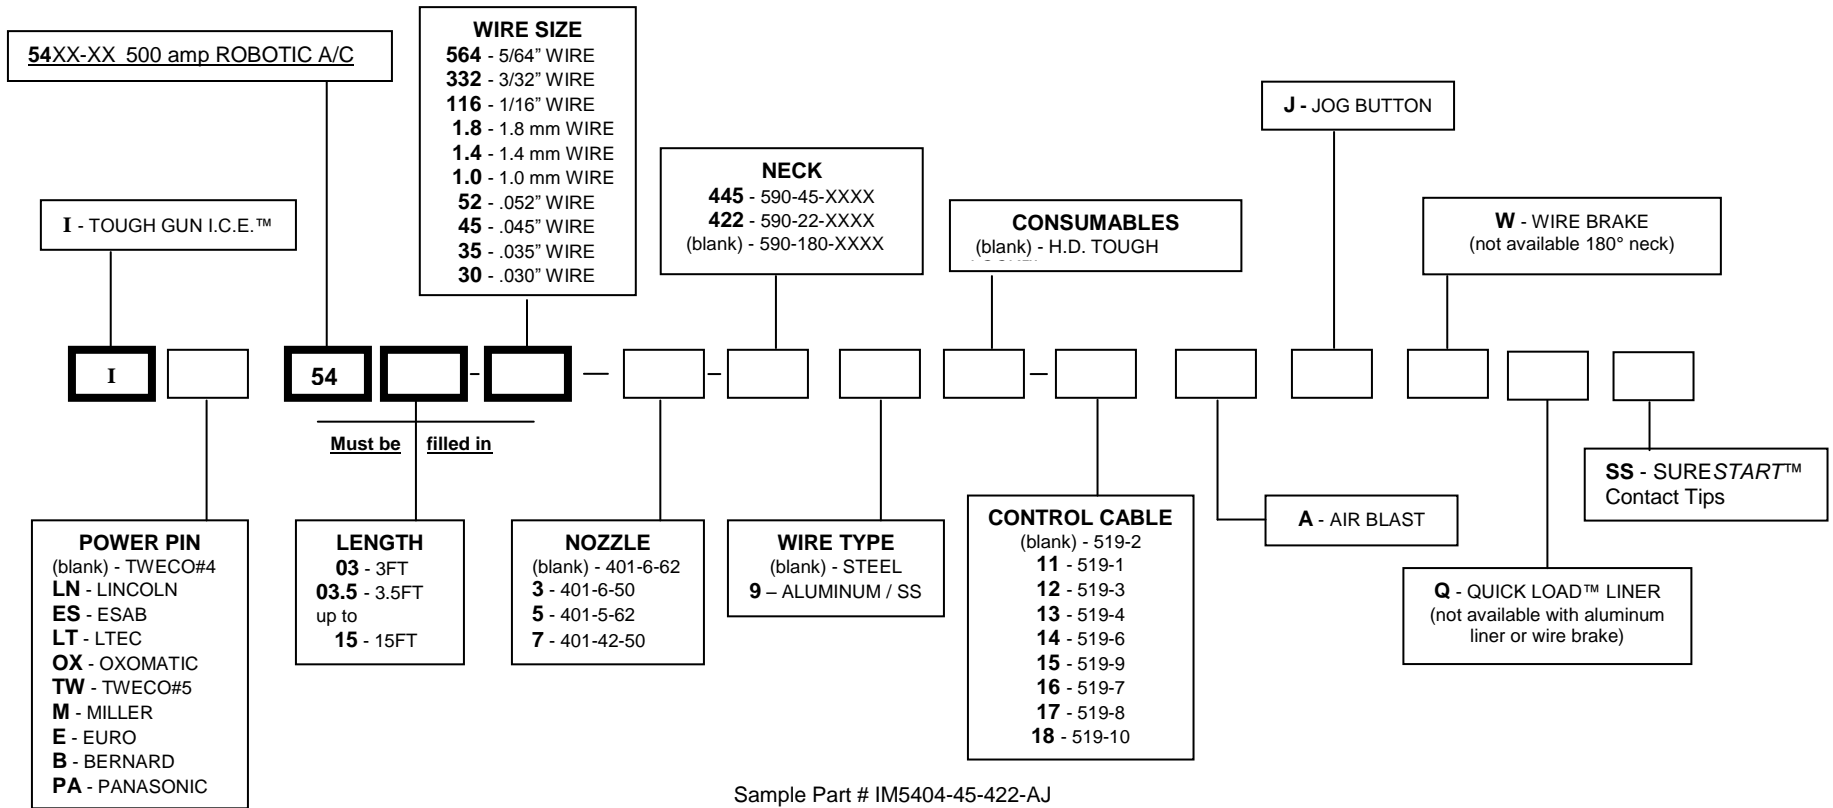 54XX-XX 500 amp ROBOTIC A/C
WIRE SIZE
564 - 5/64” WIRE
332 - 3/32” WIRE
116 - 1/16” WIRE
1.8 - 1.8 mm WIRE
1.4 - 1.4 mm WIRE
1.0 - 1.0 mm WIRE
52 - .052” WIRE
45 - .045” WIRE
35 - .035” WIRE
30 - .030” WIRE
J - JOG BUTTON
I - TOUGH GUN I.C.E.™
NECK
445 - 590-45-XXXX
422 - 590-22-XXXX
(blank) - 590-180-XXXX
CONSUMABLES
(blank) - H.D. TOUGH
W - WIRE BRAKE
(not available 180° neck)
I 54 - — - —
Must be filled in
POWER PIN
(blank) - TWECO#4
LN - LINCOLN
ES - ESAB
LT - LTEC
OX - OXOMATIC
TW - TWECO#5
M - MILLER
E - EURO
B - BERNARD
PA - PANASONIC
LENGTH
03 - 3FT
03.5 - 3.5FT
up to
15 - 15FT
NOZZLE
(blank) - 401-6-62
3 - 401-6-50
5 - 401-5-62
7 - 401-42-50
WIRE TYPE
(blank) - STEEL
9 – ALUMINUM / SS
CONTROL CABLE
(blank) - 519-2
11 - 519-1
12 - 519-3
13 - 519-4
14 - 519-6
15 - 519-9
16 - 519-7
17 - 519-8
18 - 519-10
A - AIR BLAST
Q - QUICK LOAD™ LINER
(not available with aluminum
liner or wire brake)
SS - SURESTART™
Contact Tips
Sample Part # IM5404-45-422-AJ